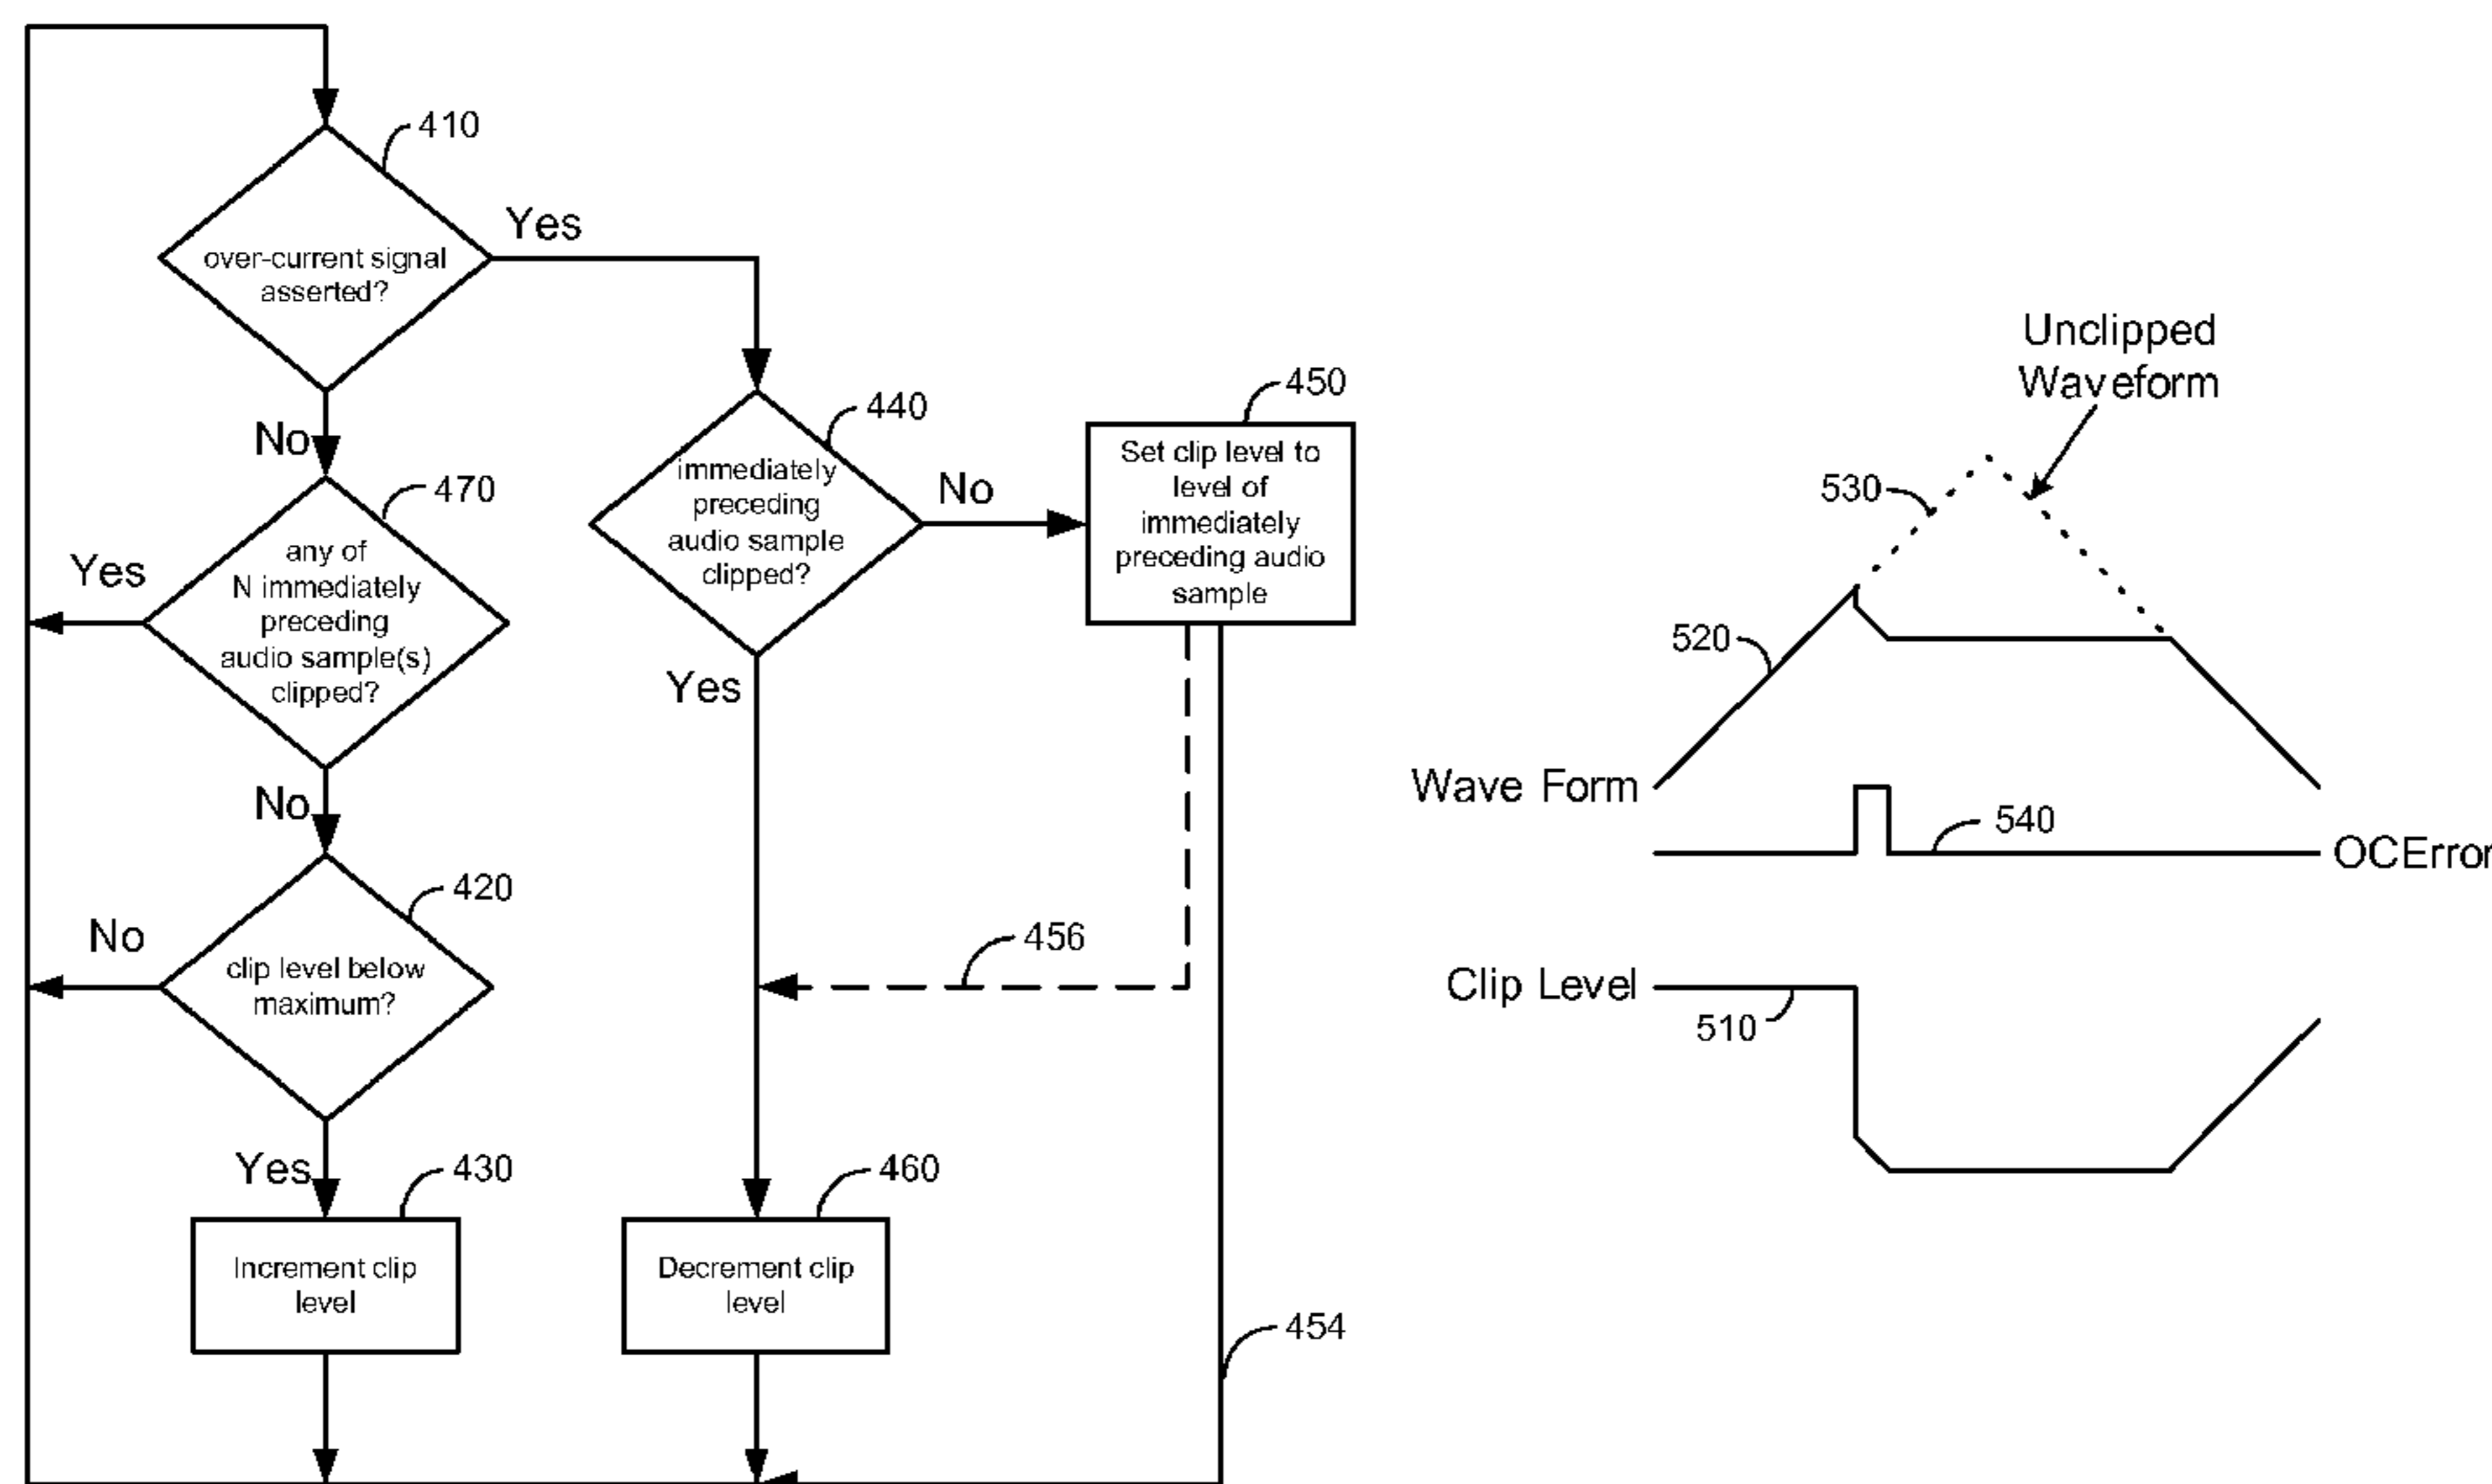 410
over-current signal
asserted?
Yes
No
470
any of
N immediately
preceding
audio sample(s)
clipped?
Yes
No
420
clip level below
maximum?
No
Yes
430
Increment clip
level
440
immediately
preceding
audio sample
clipped?
No
Yes
450
Set clip level to
level of
immediately
preceding audio
sample
456
460
Decrement clip
level
454
Unclipped
Waveform
530
520
Wave Form
540
OCError
Clip Level
510